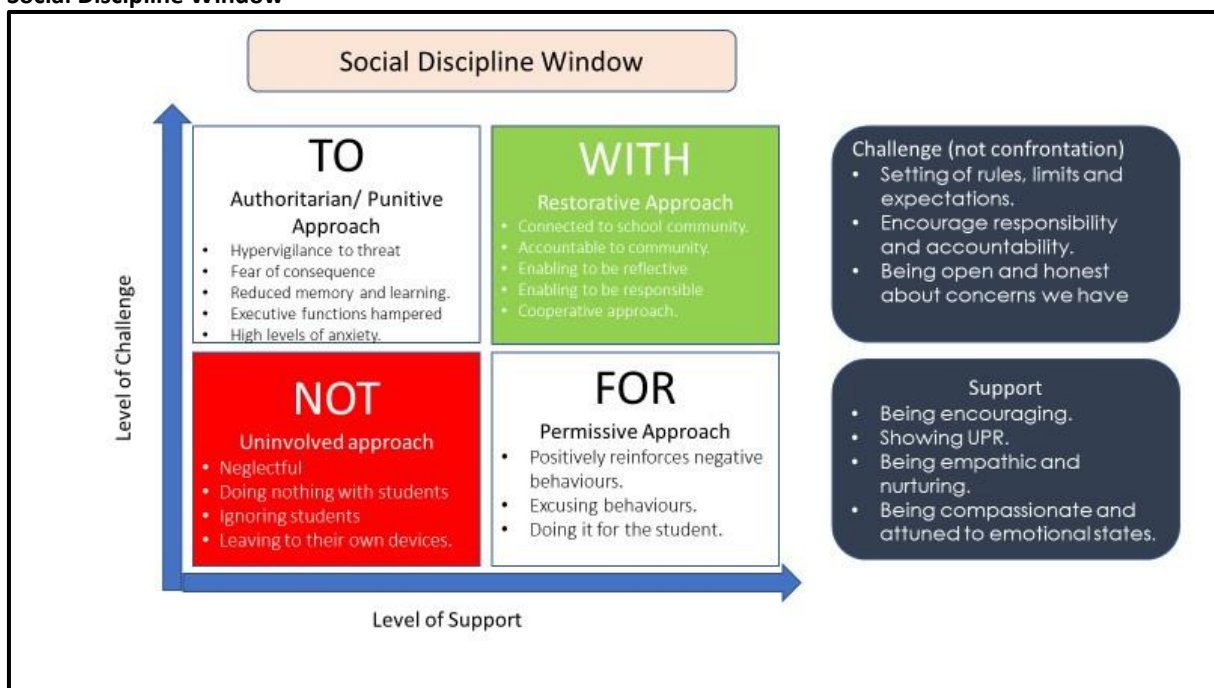 Social Discipline Window
Social Discipline Window
Level of Challenge
TO
Authoritarian/ Punitive
Approach
• Hypervigilance to threat
• Fear of consequence
• Reduced memory and learning.
• Executive functions hampered
• High levels of anxiety.
WITH
Restorative Approach
• Connected to school community.
• Accountable to community.
• Enabling to be reflective
• Enabling to be responsible
• Cooperative approach.
NOT
Uninvolved approach
• Neglectful
• Doing nothing with students
• Ignoring students
• Leaving to their own devices.
FOR
Permissive Approach
• Positively reinforces negative
behaviours.
• Excusing behaviours.
• Doing it for the student.
Level of Support
Challenge (not confrontation)
• Setting of rules, limits and
expectations.
• Encourage responsibility
and accountability.
• Being open and honest
about concerns we have
Support
• Being encouraging.
• Showing UPR.
• Being empathic and
nurturing.
• Being compassionate and
attuned to emotional states.